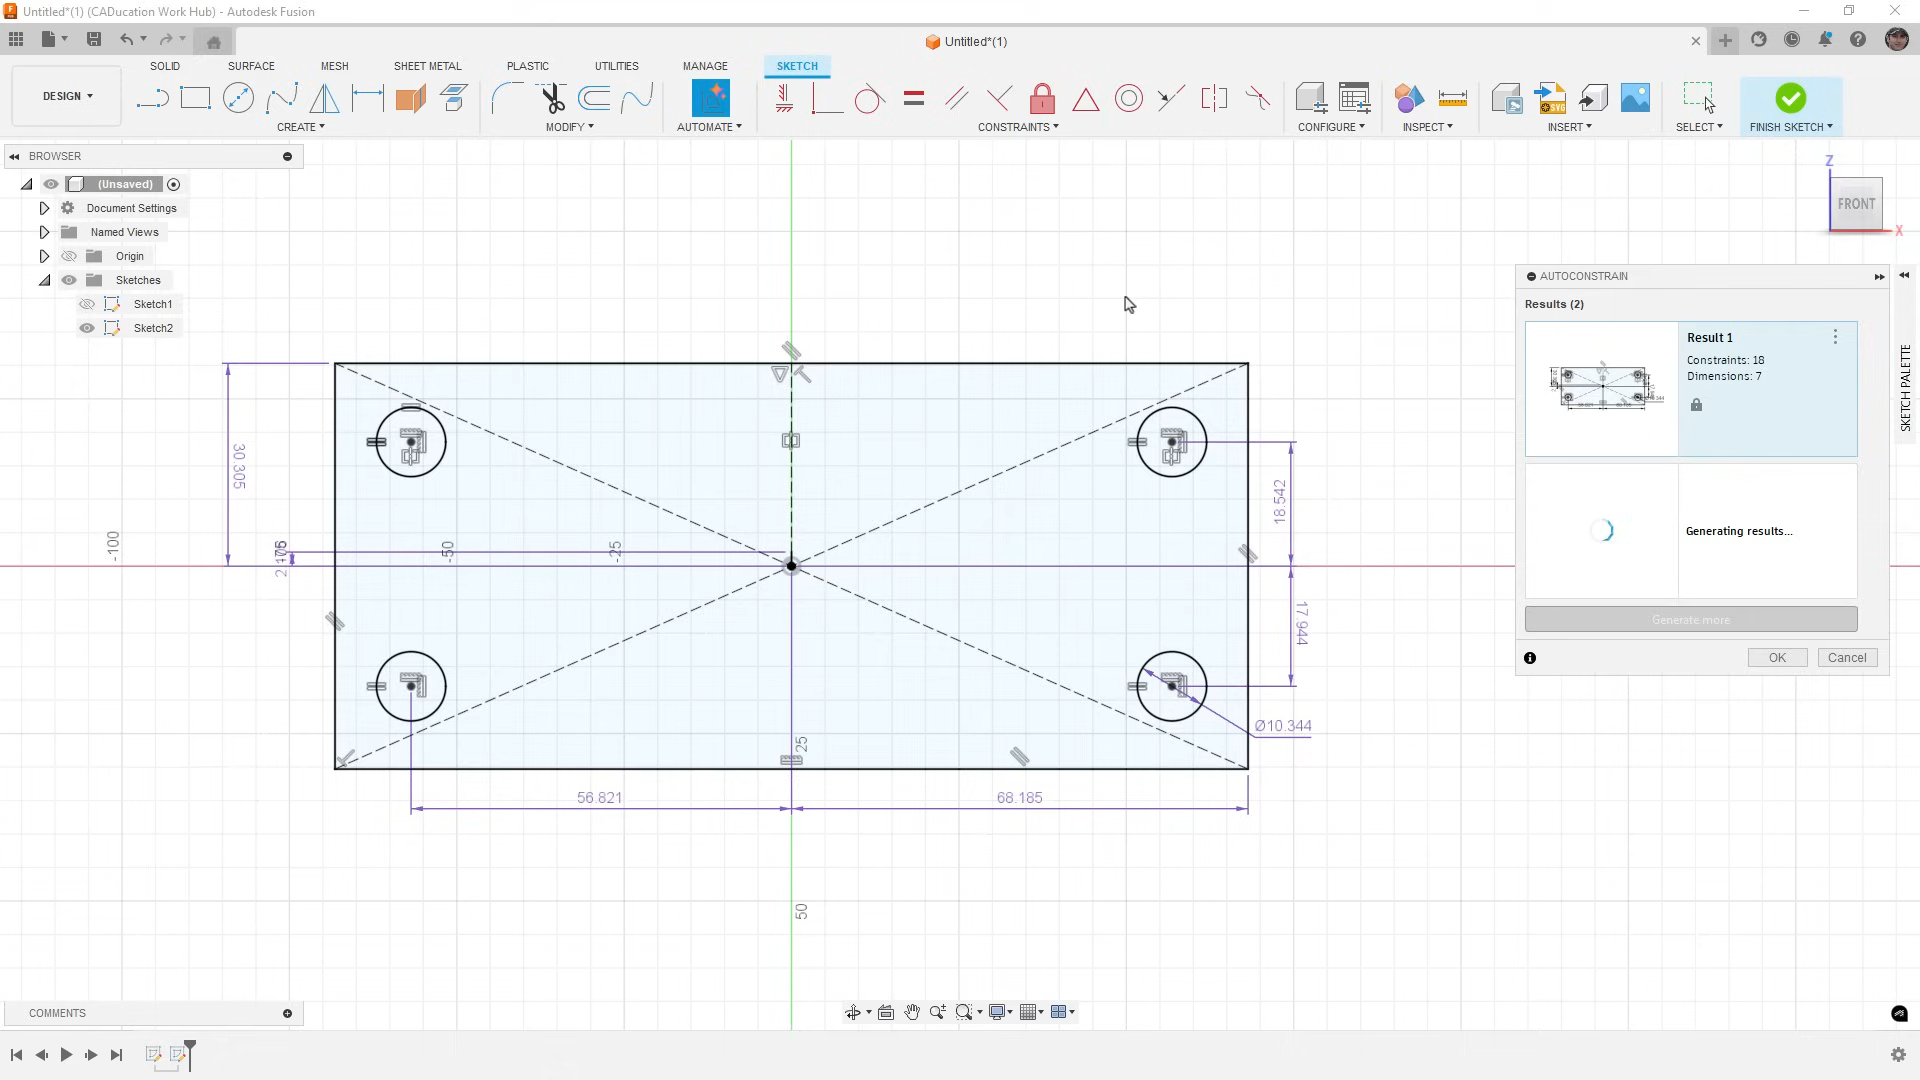 Untitled*(1) (CADucation Work Hub) - Autodesk Fusion
Untitled*(1)
SOLID SURFACE MESH SHEET METAL PLASTIC UTILITIES MANAGE SKETCH
DESIGN
CREATE MODIFY AUTOMATE CONSTRAINTS CONFIGURE INSPECT INSERT SELECT FINISH SKETCH
BROWSER
(Unsaved)
Document Settings
Named Views
Origin
Sketches
Sketch1
Sketch2
Z
FRONT
X
AUTOCONSTRAIN
Results (2)
Result 1
Constraints: 18
Dimensions: 7
Generating results...
Generate more
OK Cancel
SKETCH PALETTE
30.305
18.542
-100
-50
-25
17.944
Ø10.344
25
56.821
68.185
50
COMMENTS